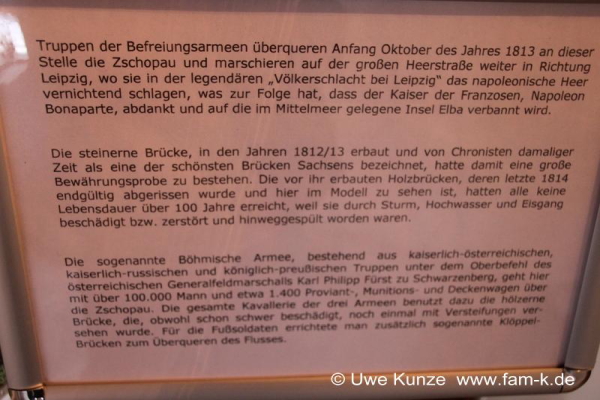 Truppen der Befreiungsarmeen überqueren Anfang Oktober des Jahres 1813 an dieser
Stelle die Zschopau und marschieren auf der großen Heerstraße weiter in Richtung
Leipzig, wo sie in der legendären „Völkerschlacht bei Leipzig“ das napoleonische Heer
vernichtend schlagen, was zur Folge hat, dass der Kaiser der Franzosen, Napoleon
Bonaparte, abdankt und auf die im Mittelmeer gelegene Insel Elba verbannt wird.
Die steinerne Brücke, in den Jahren 1812/13 erbaut und von Chronisten damaliger
Zeit als eine der schönsten Brücken Sachsens bezeichnet, hatte damit eine große
Bewährungsprobe zu bestehen. Die vor ihr erbauten Holzbrücken, deren letzte 1814
endgültig abgerissen wurde und hier im Modell zu sehen ist, hatten alle keine
Lebensdauer über 100 Jahre erreicht, weil sie durch Sturm, Hochwasser und Eisgang
beschädigt bzw. zerstört und hinweggespült worden waren.
Die sogenannte Böhmische Armee, bestehend aus kaiserlich-österreichischen,
kaiserlich-russischen und königlich-preußischen Truppen unter dem Oberbefehl des
österreichischen Generalfeldmarschalls Karl Philipp Fürst zu Schwarzenberg, geht hier
mit über 100.000 Mann und etwa 1.400 Proviant-, Munitions- und Deckenwagen über
die Zschopau. Die gesamte Kavallerie der drei Armeen benutzt dazu die hölzerne
Brücke, die, obwohl schon schwer beschädigt, noch einmal mit Versteifungen ver-
sehen wurde. Für die Fußsoldaten errichtete man zusätzlich sogenannte Klöppel-
Brücken zum Überqueren des Flusses.
© Uwe Kunze www.fam-k.de